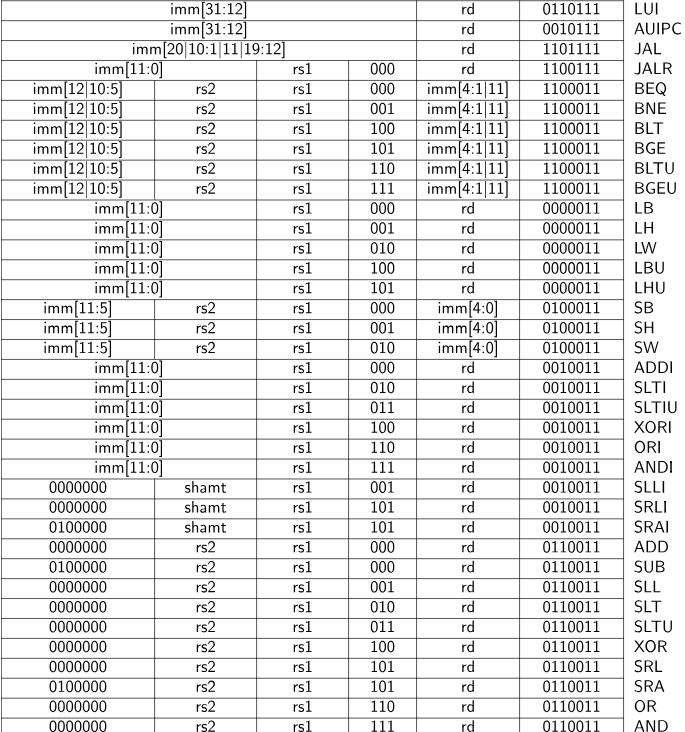 imm[31:12] rd 0110111 LUI
imm[31:12] rd 0010111 AUIPC
imm[20|10:1|11|19:12] rd 1101111 JAL
imm[11:0] rs1 000 rd 1100111 JALR
imm[12|10:5] rs2 rs1 000 imm[4:1|11] 1100011 BEQ
imm[12|10:5] rs2 rs1 001 imm[4:1|11] 1100011 BNE
imm[12|10:5] rs2 rs1 100 imm[4:1|11] 1100011 BLT
imm[12|10:5] rs2 rs1 101 imm[4:1|11] 1100011 BGE
imm[12|10:5] rs2 rs1 110 imm[4:1|11] 1100011 BLTU
imm[12|10:5] rs2 rs1 111 imm[4:1|11] 1100011 BGEU
imm[11:0] rs1 000 rd 0000011 LB
imm[11:0] rs1 001 rd 0000011 LH
imm[11:0] rs1 010 rd 0000011 LW
imm[11:0] rs1 100 rd 0000011 LBU
imm[11:0] rs1 101 rd 0000011 LHU
imm[11:5] rs2 rs1 000 imm[4:0] 0100011 SB
imm[11:5] rs2 rs1 001 imm[4:0] 0100011 SH
imm[11:5] rs2 rs1 010 imm[4:0] 0100011 SW
imm[11:0] rs1 000 rd 0010011 ADDI
imm[11:0] rs1 010 rd 0010011 SLTI
imm[11:0] rs1 011 rd 0010011 SLTIU
imm[11:0] rs1 100 rd 0010011 XORI
imm[11:0] rs1 110 rd 0010011 ORI
imm[11:0] rs1 111 rd 0010011 ANDI
0000000 shamt rs1 001 rd 0010011 SLLI
0000000 shamt rs1 101 rd 0010011 SRLI
0100000 shamt rs1 101 rd 0010011 SRAI
0000000 rs2 rs1 000 rd 0110011 ADD
0100000 rs2 rs1 000 rd 0110011 SUB
0000000 rs2 rs1 001 rd 0110011 SLL
0000000 rs2 rs1 010 rd 0110011 SLT
0000000 rs2 rs1 011 rd 0110011 SLTU
0000000 rs2 rs1 100 rd 0110011 XOR
0000000 rs2 rs1 101 rd 0110011 SRL
0100000 rs2 rs1 101 rd 0110011 SRA
0000000 rs2 rs1 110 rd 0110011 OR
0000000 rs2 rs1 111 rd 0110011 AND